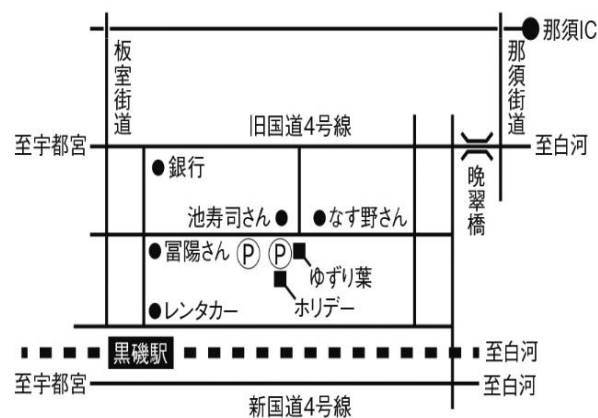 那須IC
板室街道
那須街道
旧国道4号線
至宇都宮
至白河
銀行
晩翠橋
池寿司さん
なす野さん
冨陽さん
P
P
ゆずり葉
ホリデー
レンタカー
黒磯駅
至白河
至宇都宮
至白河
新国道4号線